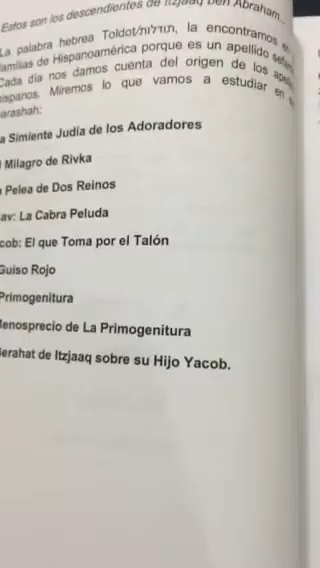 Estos son los descendientes de Itzjaaq Ben Abraham
La palabra hebrea Toldot/תולדות, la encontramos en
familias de Hispanoamérica porque es un apellido
Cada día nos damos cuenta del origen de los
hispanos. Miremos lo que vamos a estudiar en
arashah:
a Simiente Judía de los Adoradores
l Milagro de Rivka
Pelea de Dos Reinos
av: La Cabra Peluda
cob: El que Toma por el Talón
Guiso Rojo
Primogenitura
enosprecio de La Primogenitura
erahat de Itzjaaq sobre su Hijo Yacob.